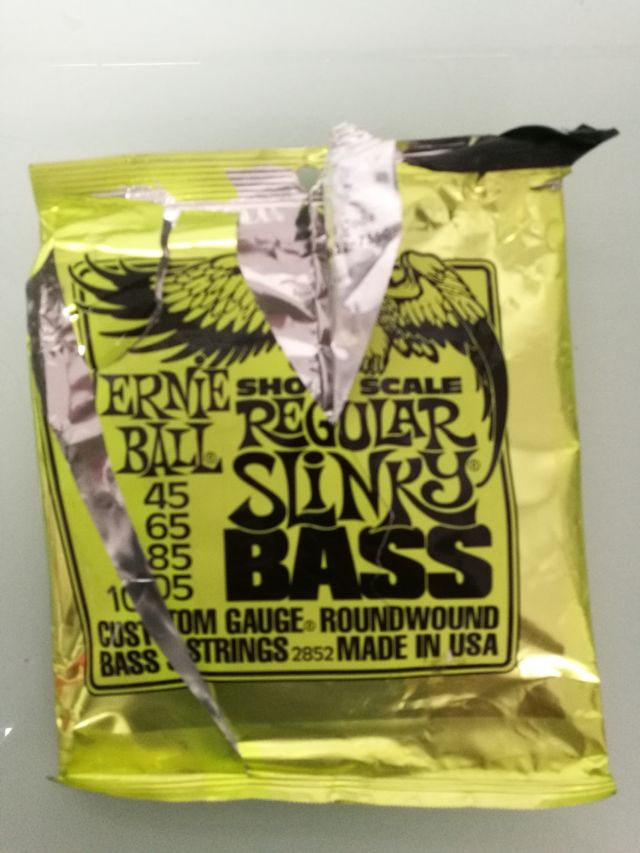 ERNiE
BALL®
45
65
85
105
SHO SCALE
REGULAR
SLiNKY®
BASS
CUSTOM GAUGE® ROUNDWOUND
BASS STRINGS 2852 MADE IN USA